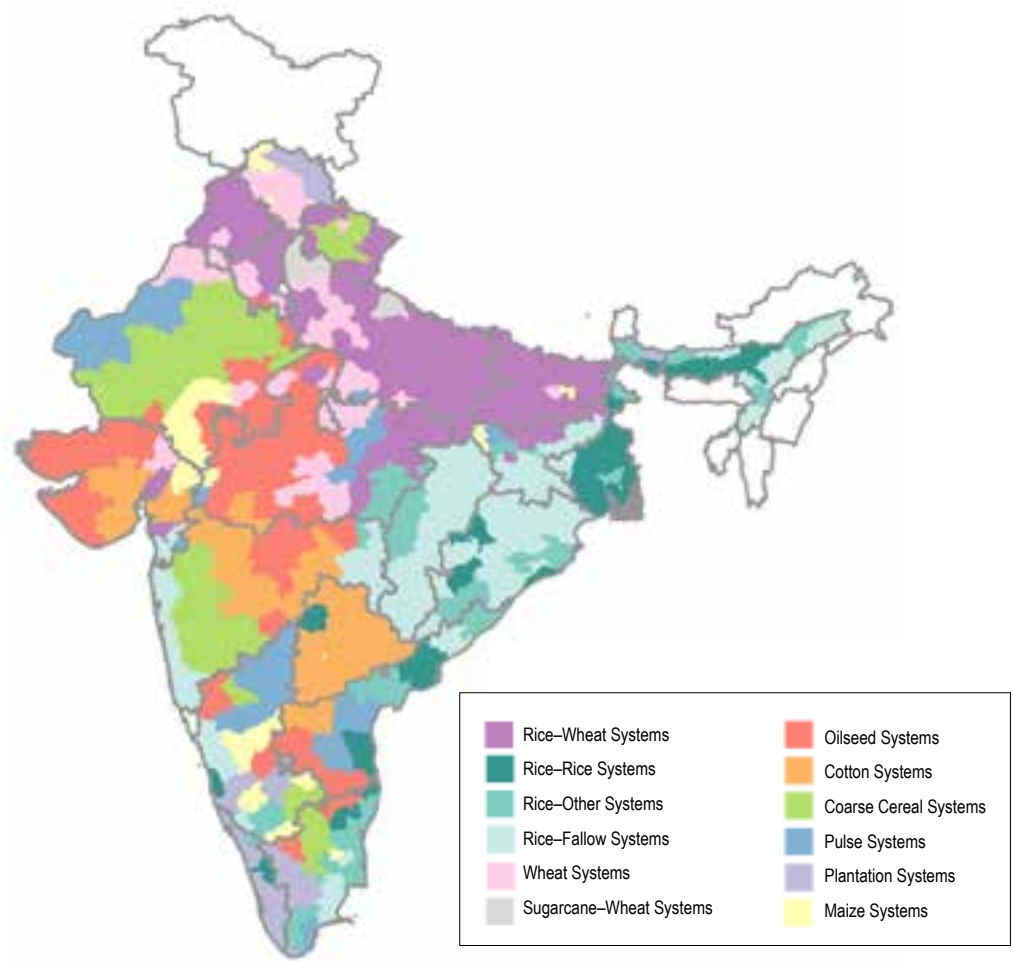 Rice–Wheat Systems
Rice–Rice Systems
Rice–Other Systems
Rice–Fallow Systems
Wheat Systems
Sugarcane–Wheat Systems
Oilseed Systems
Cotton Systems
Coarse Cereal Systems
Pulse Systems
Plantation Systems
Maize Systems